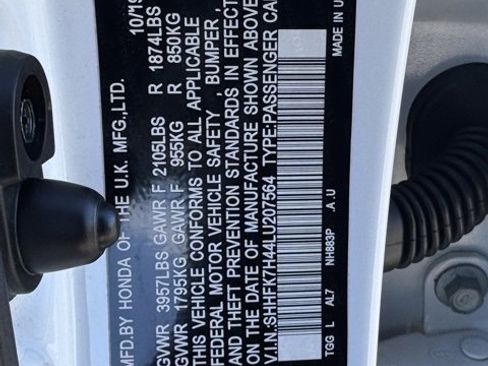 MFD.BY HONDA OF THE U.K. MFG.,LTD. 10/19
GVWR 3957LBS GAWR F 2105LBS R 1874LBS
GVWR 1795KG GAWR F 955KG R 850KG
THIS VEHICLE CONFORMS TO ALL APPLICABLE
FEDERAL MOTOR VEHICLE SAFETY , BUMPER ,
AND THEFT PREVENTION STANDARDS IN EFFECT
ON THE DATE OF MANUFACTURE SHOWN ABOVE
V.I.N.:SHHFK7H44LU207564 TYPE:PASSENGER CA
TGG L AL7 NH883P .A .U MADE IN U